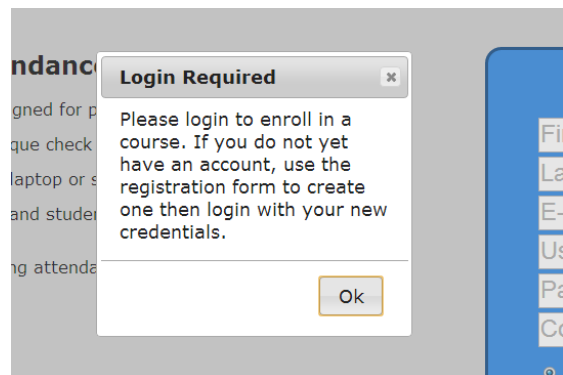 ndance
Login Required
gned for p
Please login to enroll in a
course. If you do not yet
que check
have an account, use the
laptop or s
registration form to create
and studen
one then login with your new
credentials.
ng attenda
Ok
Fi
La
E-
Us
Pa
Co